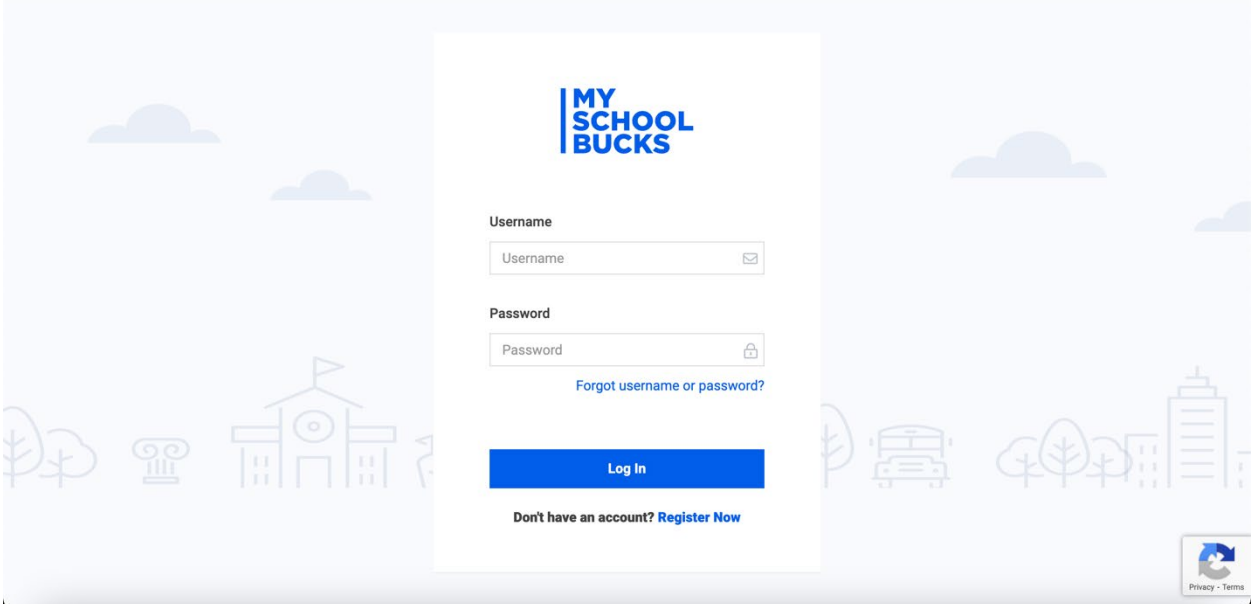 MY
SCHOOL
BUCKS
Username
Username
Password
Password
Forgot username or password?
Log In
Don't have an account? Register Now
Privacy - Terms